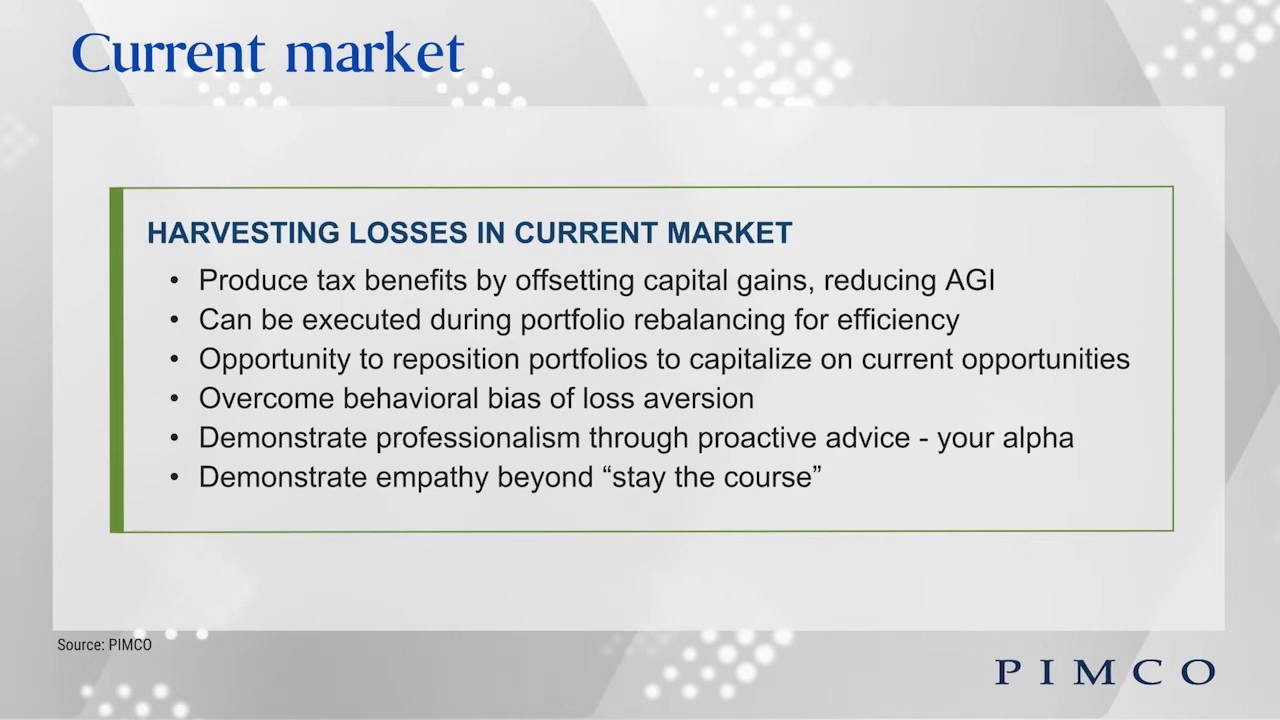 Current market
HARVESTING LOSSES IN CURRENT MARKET
• Produce tax benefits by offsetting capital gains, reducing AGI
• Can be executed during portfolio rebalancing for efficiency
• Opportunity to reposition portfolios to capitalize on current opportunities
• Overcome behavioral bias of loss aversion
• Demonstrate professionalism through proactive advice - your alpha
• Demonstrate empathy beyond “stay the course”
Source: PIMCO
PIMCO